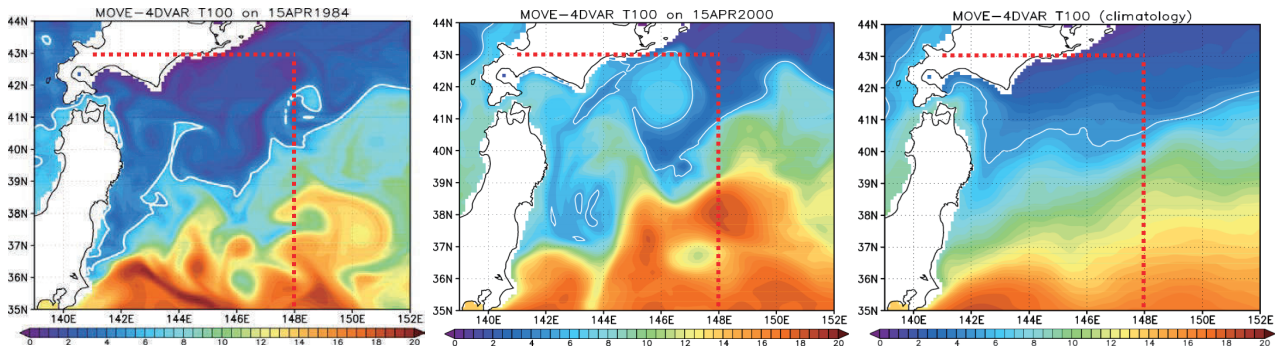 MOVE-4DVAR T100 on 15APR1984
44N
43N
42N
41N
40N
39N
38N
37N
36N
35N
140E 142E 144E 146E 148E 150E 152E
0 2 4 6 8 10 12 14 16 18 20
MOVE-4DVAR T100 on 15APR2000
44N
43N
42N
41N
40N
39N
38N
37N
36N
35N
140E 142E 144E 146E 148E 150E 152E
0 2 4 6 8 10 12 14 16 18 20
MOVE-4DVAR T100 (climatology)
44N
43N
42N
41N
40N
39N
38N
37N
36N
35N
140E 142E 144E 146E 148E 150E 152E
0 2 4 6 8 10 12 14 16 18 20